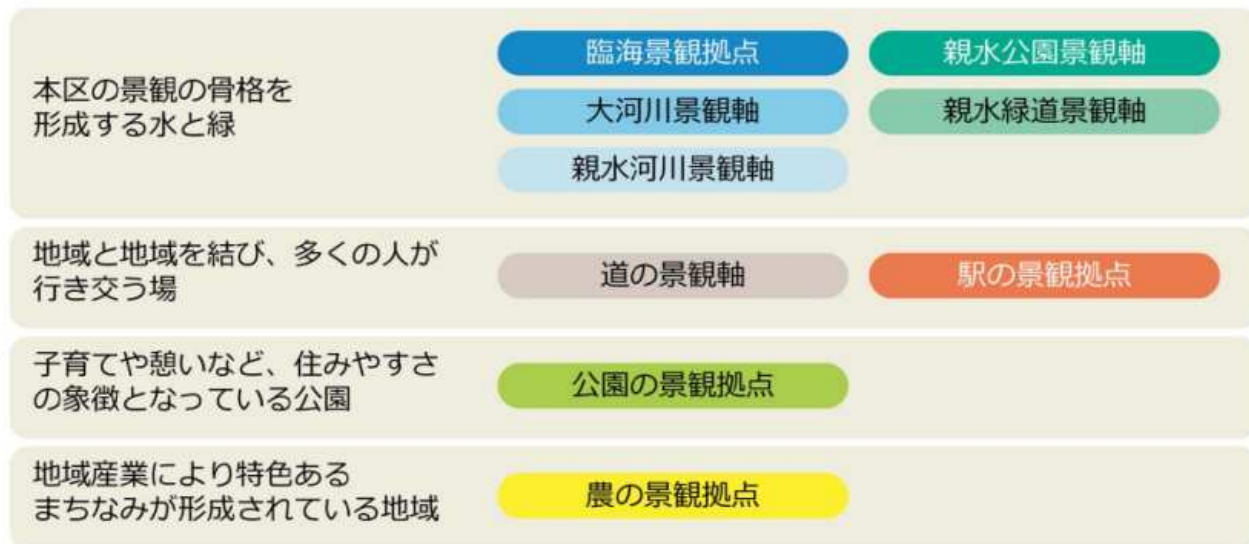 本区の景観の骨格を
形成する水と緑
臨海景観拠点
親水公園景観軸
大河川景観軸
親水緑道景観軸
親水河川景観軸
地域と地域を結び、多くの人が
行き交う場
道の景観軸
駅の景観拠点
子育てや憩いなど、住みやすさ
の象徴となっている公園
公園の景観拠点
地域産業により特色ある
まちなみが形成されている地域
農の景観拠点